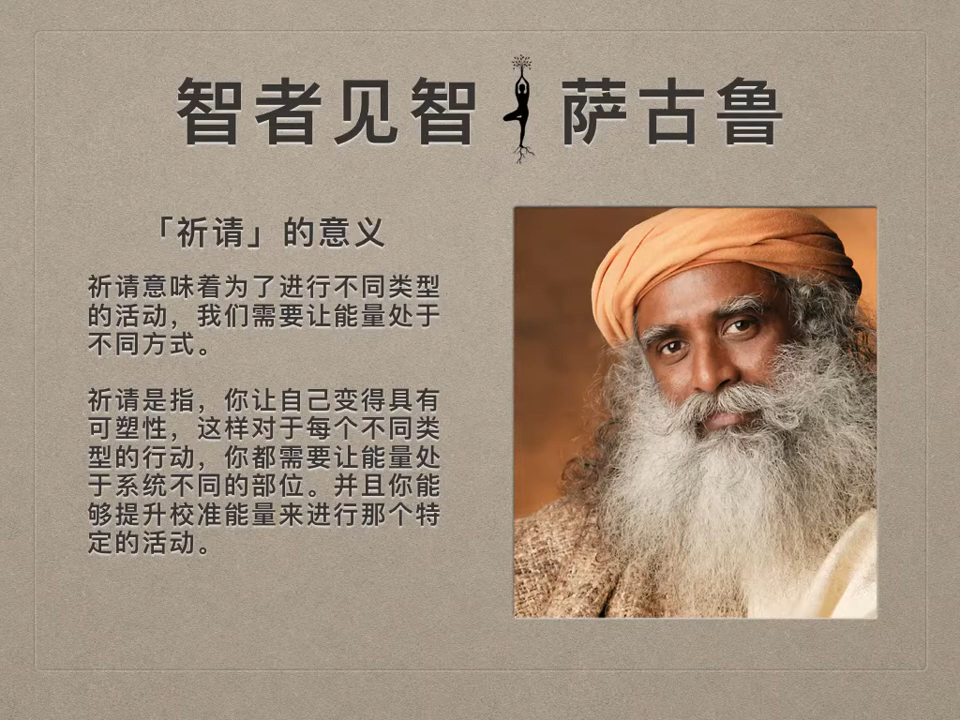 智者见智 萨古鲁
「祈请」的意义
祈请意味着为了进行不同类型
的活动，我们需要让能量处于
不同方式。
祈请是指，你让自己变得具有
可塑性，这样对于每个不同类
型的行动，你都需要让能量处
于系统不同的部位。并且你能
够提升校准能量来进行那个特
定的活动。